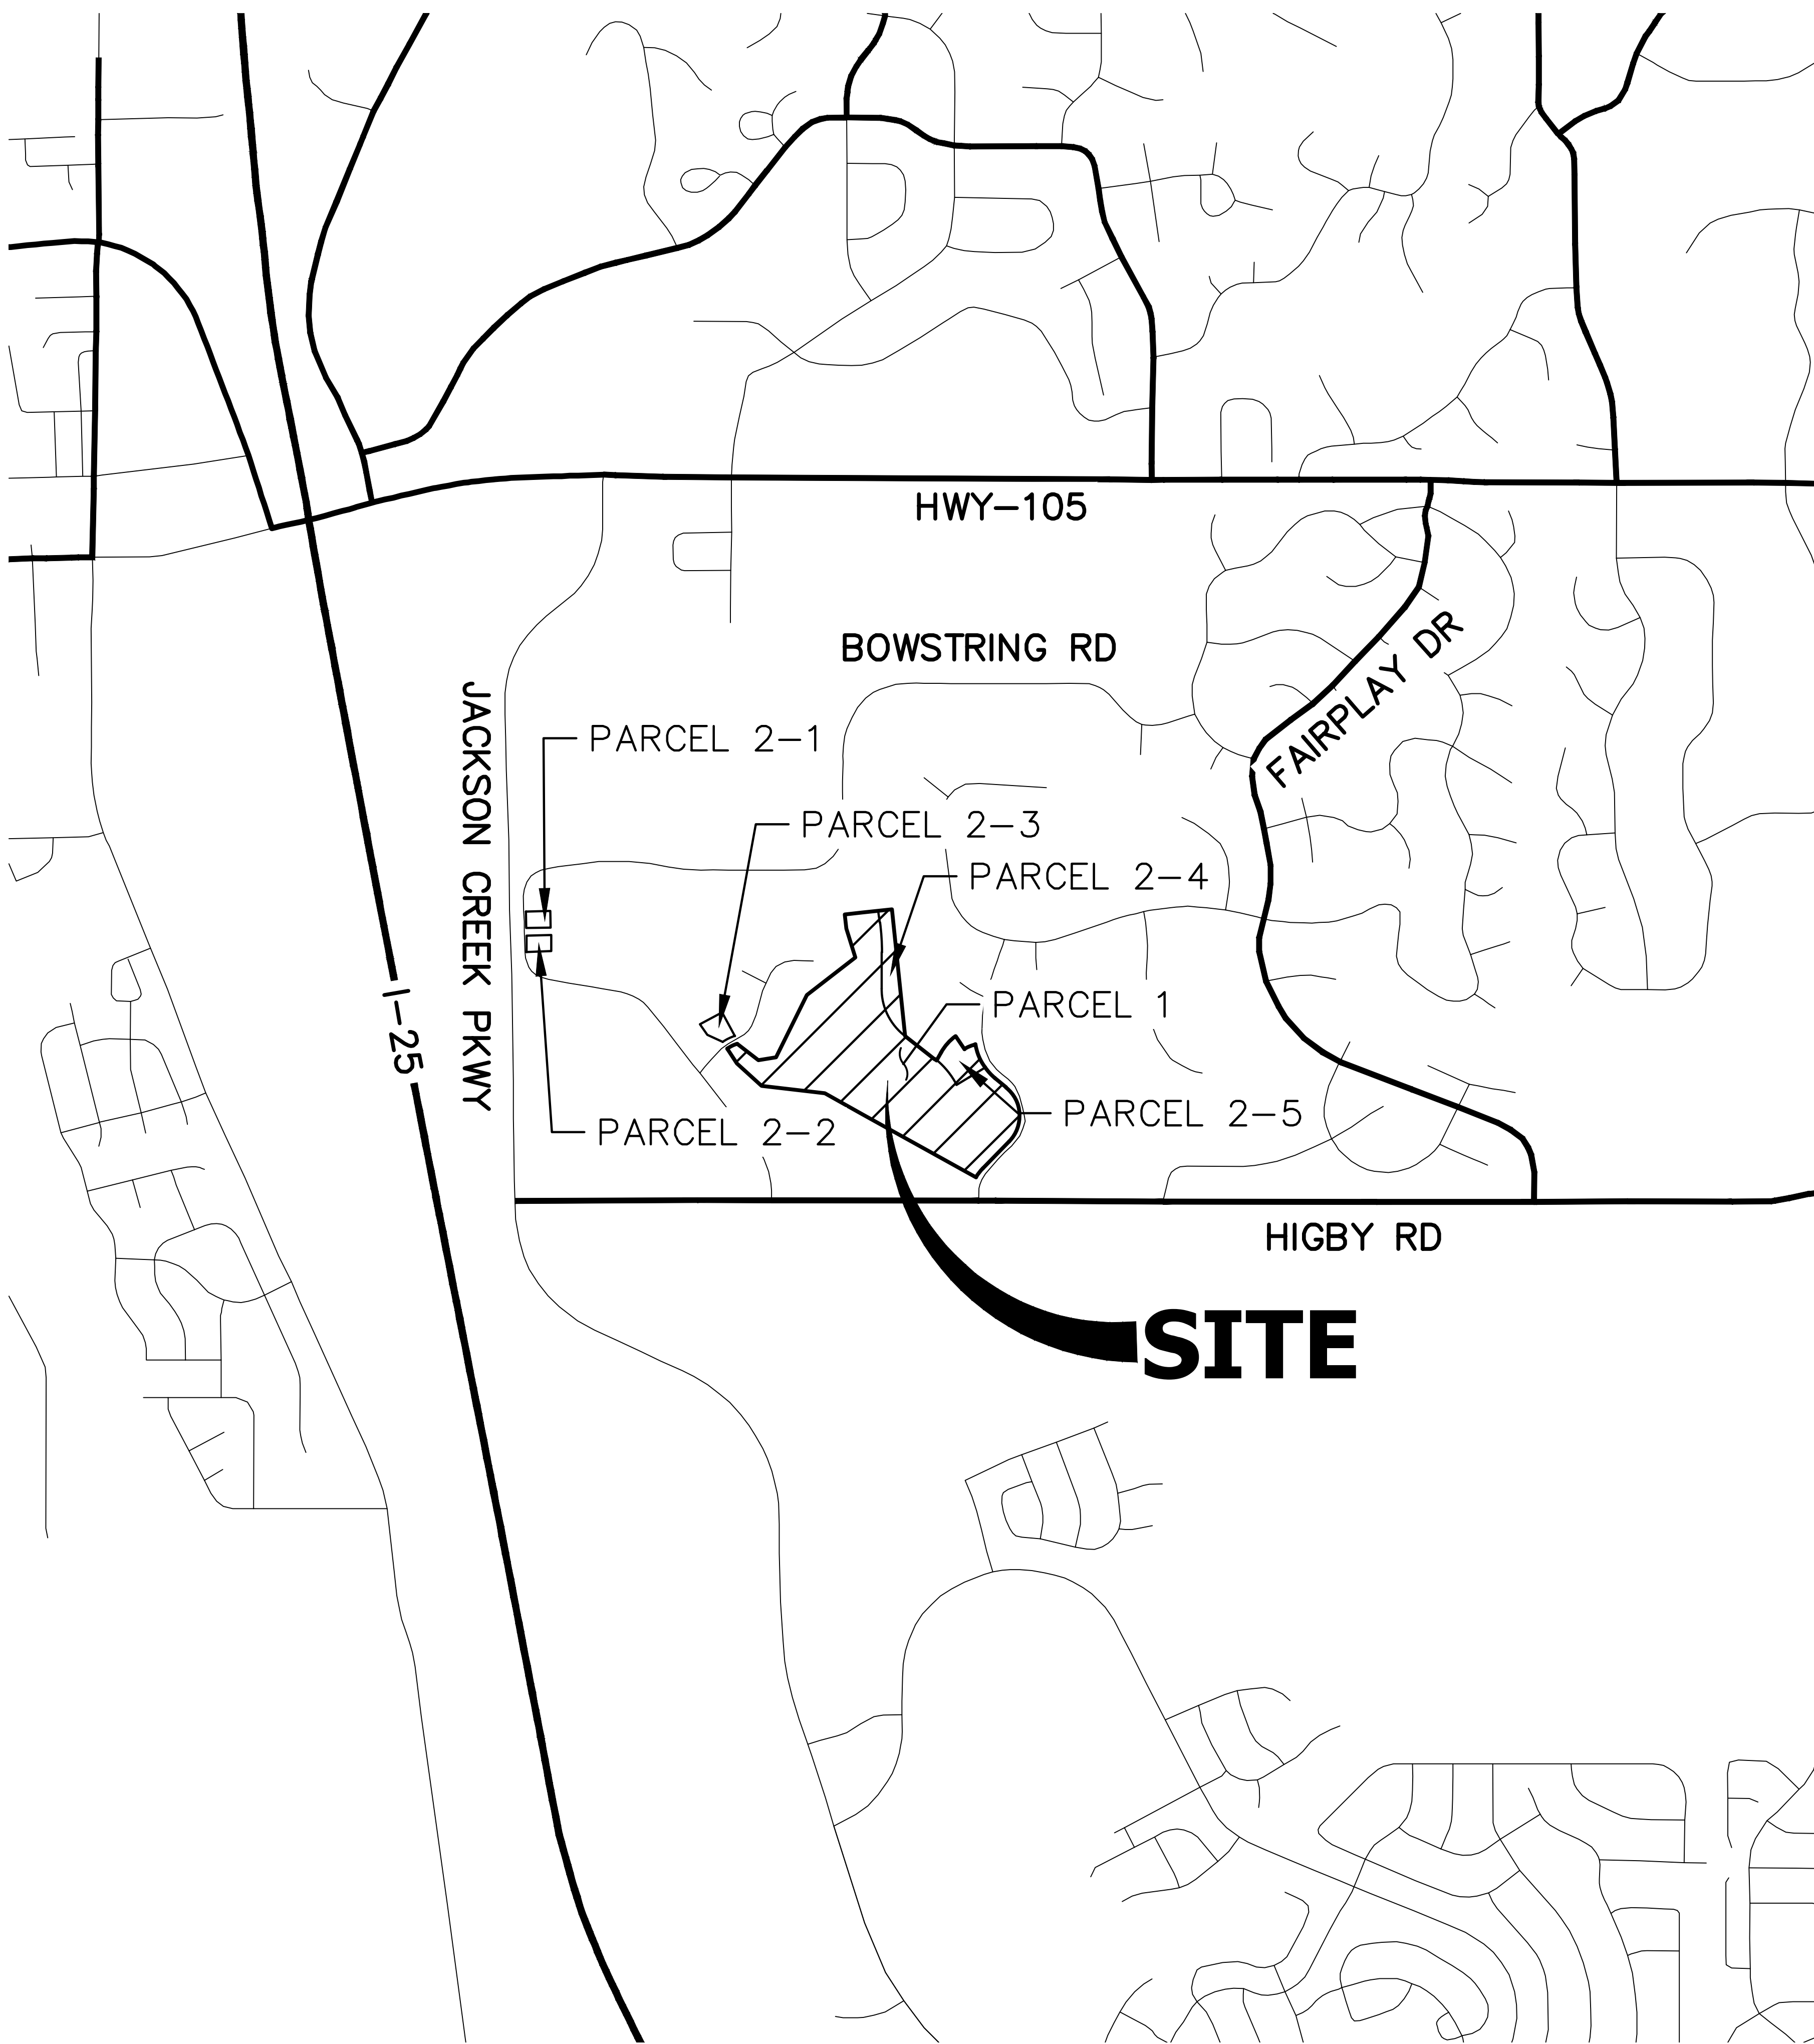 HWY-105
BOWSTRING RD
FAIRPLAY DR
JACKSON CREEK PKWY
PARCEL 2-1
PARCEL 2-3
PARCEL 2-4
I-25
PARCEL 1
PARCEL 2-2
PARCEL 2-5
HIGBY RD
SITE